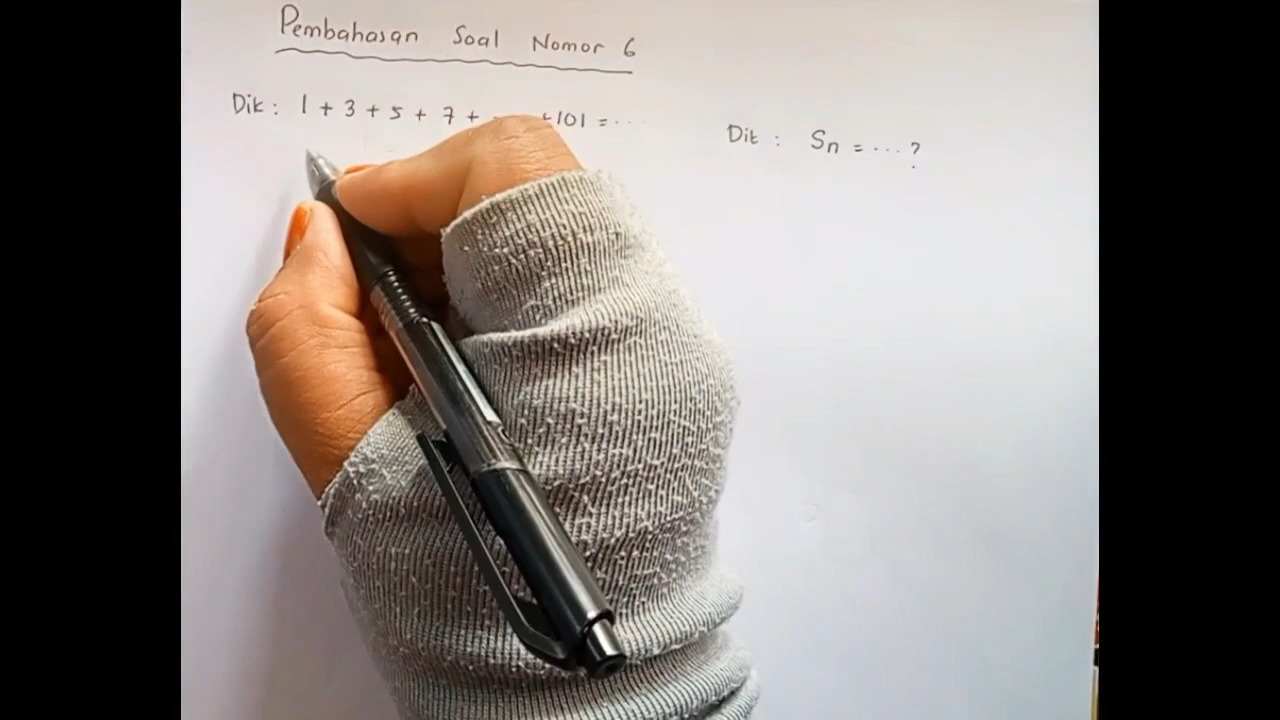 Pembahasan Soal Nomor 6
Dik : 1 + 3 + 5 + 7 + ... +101 = ...
Dit : Sn = ... ?